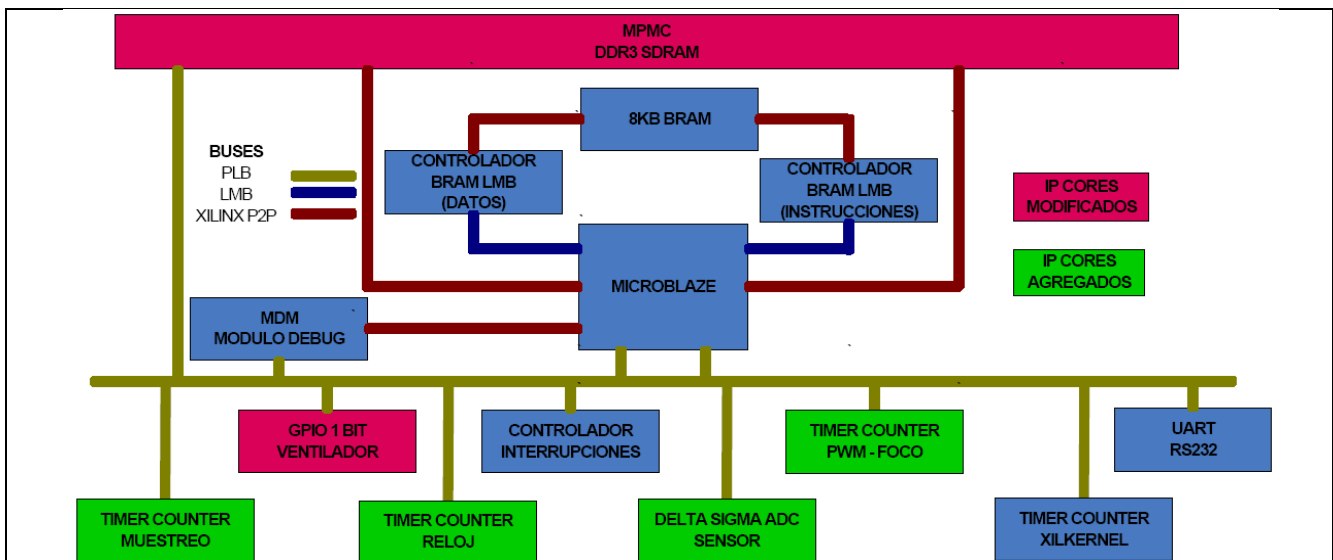 MPMC
DDR3 SDRAM
8KB BRAM
BUSES
PLB
LMB
XILINX P2P
CONTROLADOR
BRAM LMB
(DATOS)
CONTROLADOR
BRAM LMB
(INSTRUCCIONES)
IP CORES
MODIFICADOS
IP CORES
AGREGADOS
MICROBLAZE
MDM
MODULO DEBUG
GPIO 1 BIT
VENTILADOR
CONTROLADOR
INTERRUPCIONES
TIMER COUNTER
PWM - FOCO
UART
RS232
TIMER COUNTER
MUESTREO
TIMER COUNTER
RELOJ
DELTA SIGMA ADC
SENSOR
TIMER COUNTER
XILKERNEL